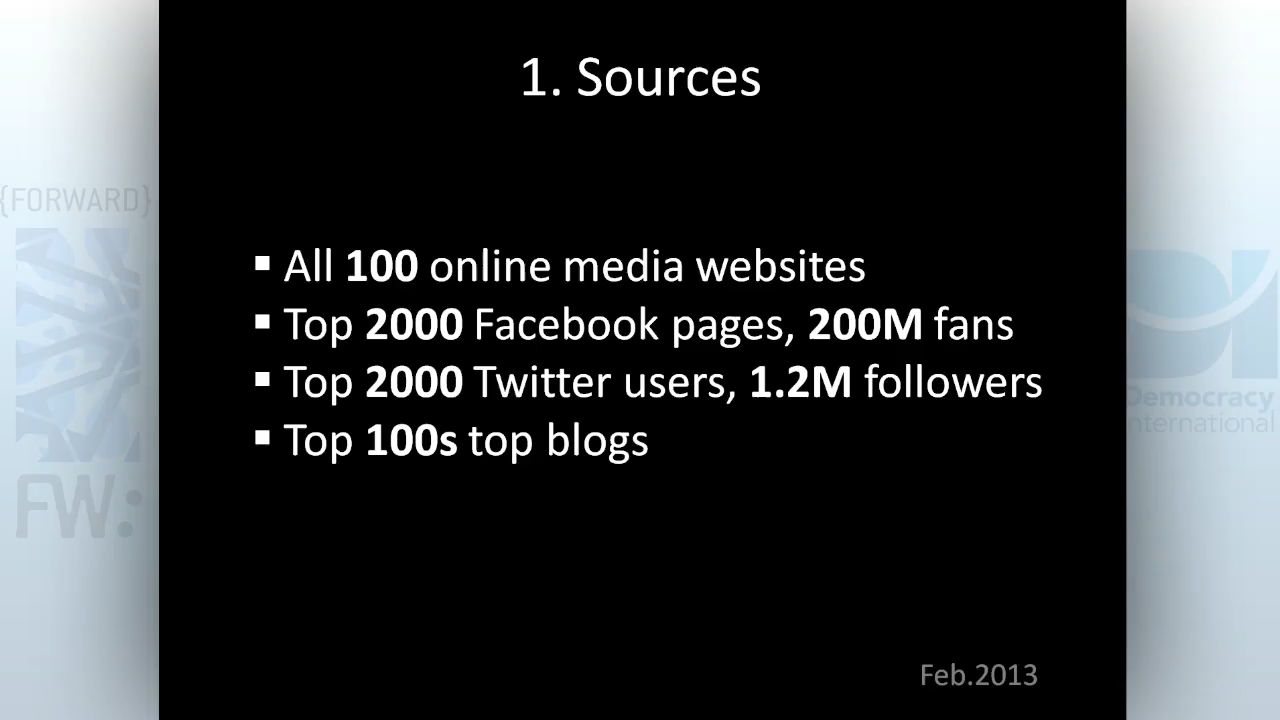 1. Sources
▪ All 100 online media websites
▪ Top 2000 Facebook pages, 200M fans
▪ Top 2000 Twitter users, 1.2M followers
▪ Top 100s top blogs
Feb.2013
{FORWARD}
FW:
Democracy
International